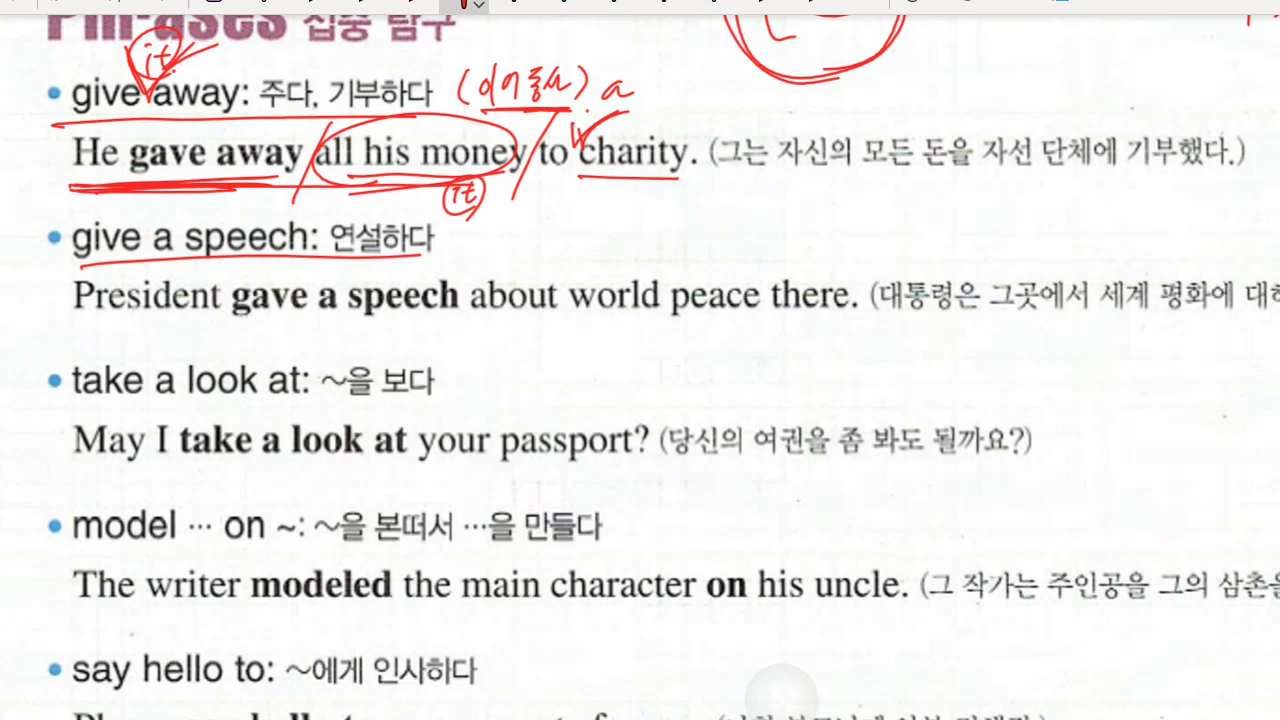 Phrases 집중 탐구
it
• give away: 주다, 기부하다 (이어동사) a
He gave away / all his money / to charity. (그는 자신의 모든 돈을 자선 단체에 기부했다.)
it
• give a speech: 연설하다
President gave a speech about world peace there. (대통령은 그곳에서 세계 평화에 대
• take a look at: ~을 보다
May I take a look at your passport? (당신의 여권을 좀 봐도 될까요?)
• model … on ~: ~을 본떠서 …을 만들다
The writer modeled the main character on his uncle. (그 작가는 주인공을 그의 삼촌을
• say hello to: ~에게 인사하다